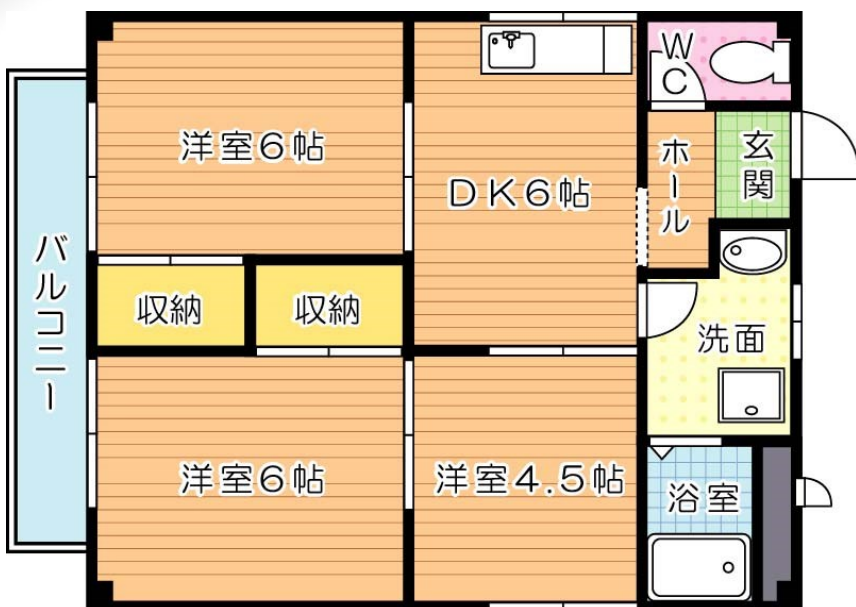 WC
洋室6帖
DK6帖
ホール
玄関
バルコニー
収納
収納
洗面
洋室6帖
洋室4.5帖
浴室